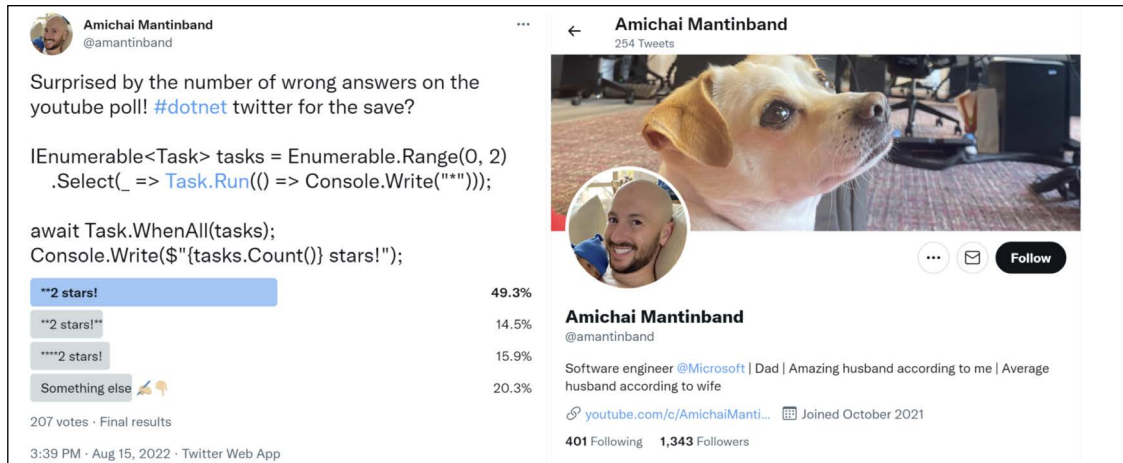 Amichai Mantinband
@amantinband
Surprised by the number of wrong answers on the
youtube poll! #dotnet twitter for the save?
IEnumerable<Task> tasks = Enumerable.Range(0, 2)
.Select(_ => Task.Run(() => Console.Write("*")));
await Task.WhenAll(tasks);
Console.Write($"{tasks.Count()} stars!");
**2 stars! 49.3%
**2 stars!** 14.5%
****2 stars! 15.9%
Something else ✍🏼👇🏼 20.3%
207 votes · Final results
3:39 PM · Aug 15, 2022 · Twitter Web App
Amichai Mantinband
254 Tweets
Follow
Amichai Mantinband
@amantinband
Software engineer @Microsoft | Dad | Amazing husband according to me | Average
husband according to wife
youtube.com/c/AmichaiManti... Joined October 2021
401 Following 1,343 Followers